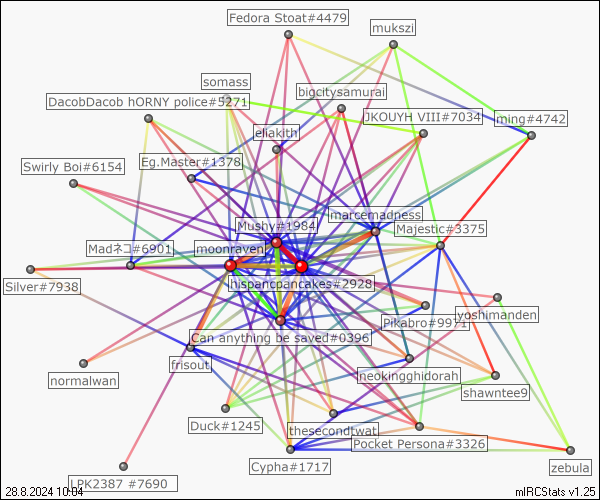 Fedora Stoat#4479
mukszi
somass
bigcitysamurai
DacobDacob hORNY police#5271
JKOUYH VIII#7034
ming#4742
eliakith
Eg.Master#1378
Swirly Boi#6154
marcemadness
Mushy#1984
Majestic#3375
Madネコ#6901
moonraven
hispancpancakes#2928
Silver#7938
yoshimanden
Pikabro#9971
Can anything be saved#0396
frisout
neokingghidorah
normalwan
shawntee9
Duck#1245
thesecondtwat
Pocket Persona#3326
Cypha#1717
zebula
LPK2387 #7690
28.8.2024 10:04
mIRCStats v1.25